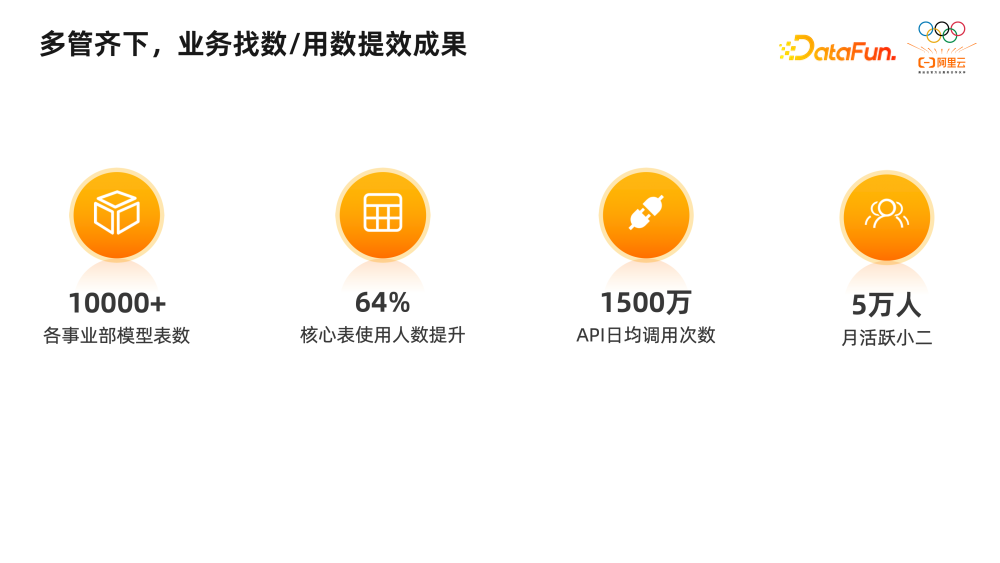 多管齐下，业务找数/用数提效成果
DataFun.
阿里云
10000+
各事业部模型表数
64%
核心表使用人数提升
1500万
API日均调用次数
5万人
月活跃小二